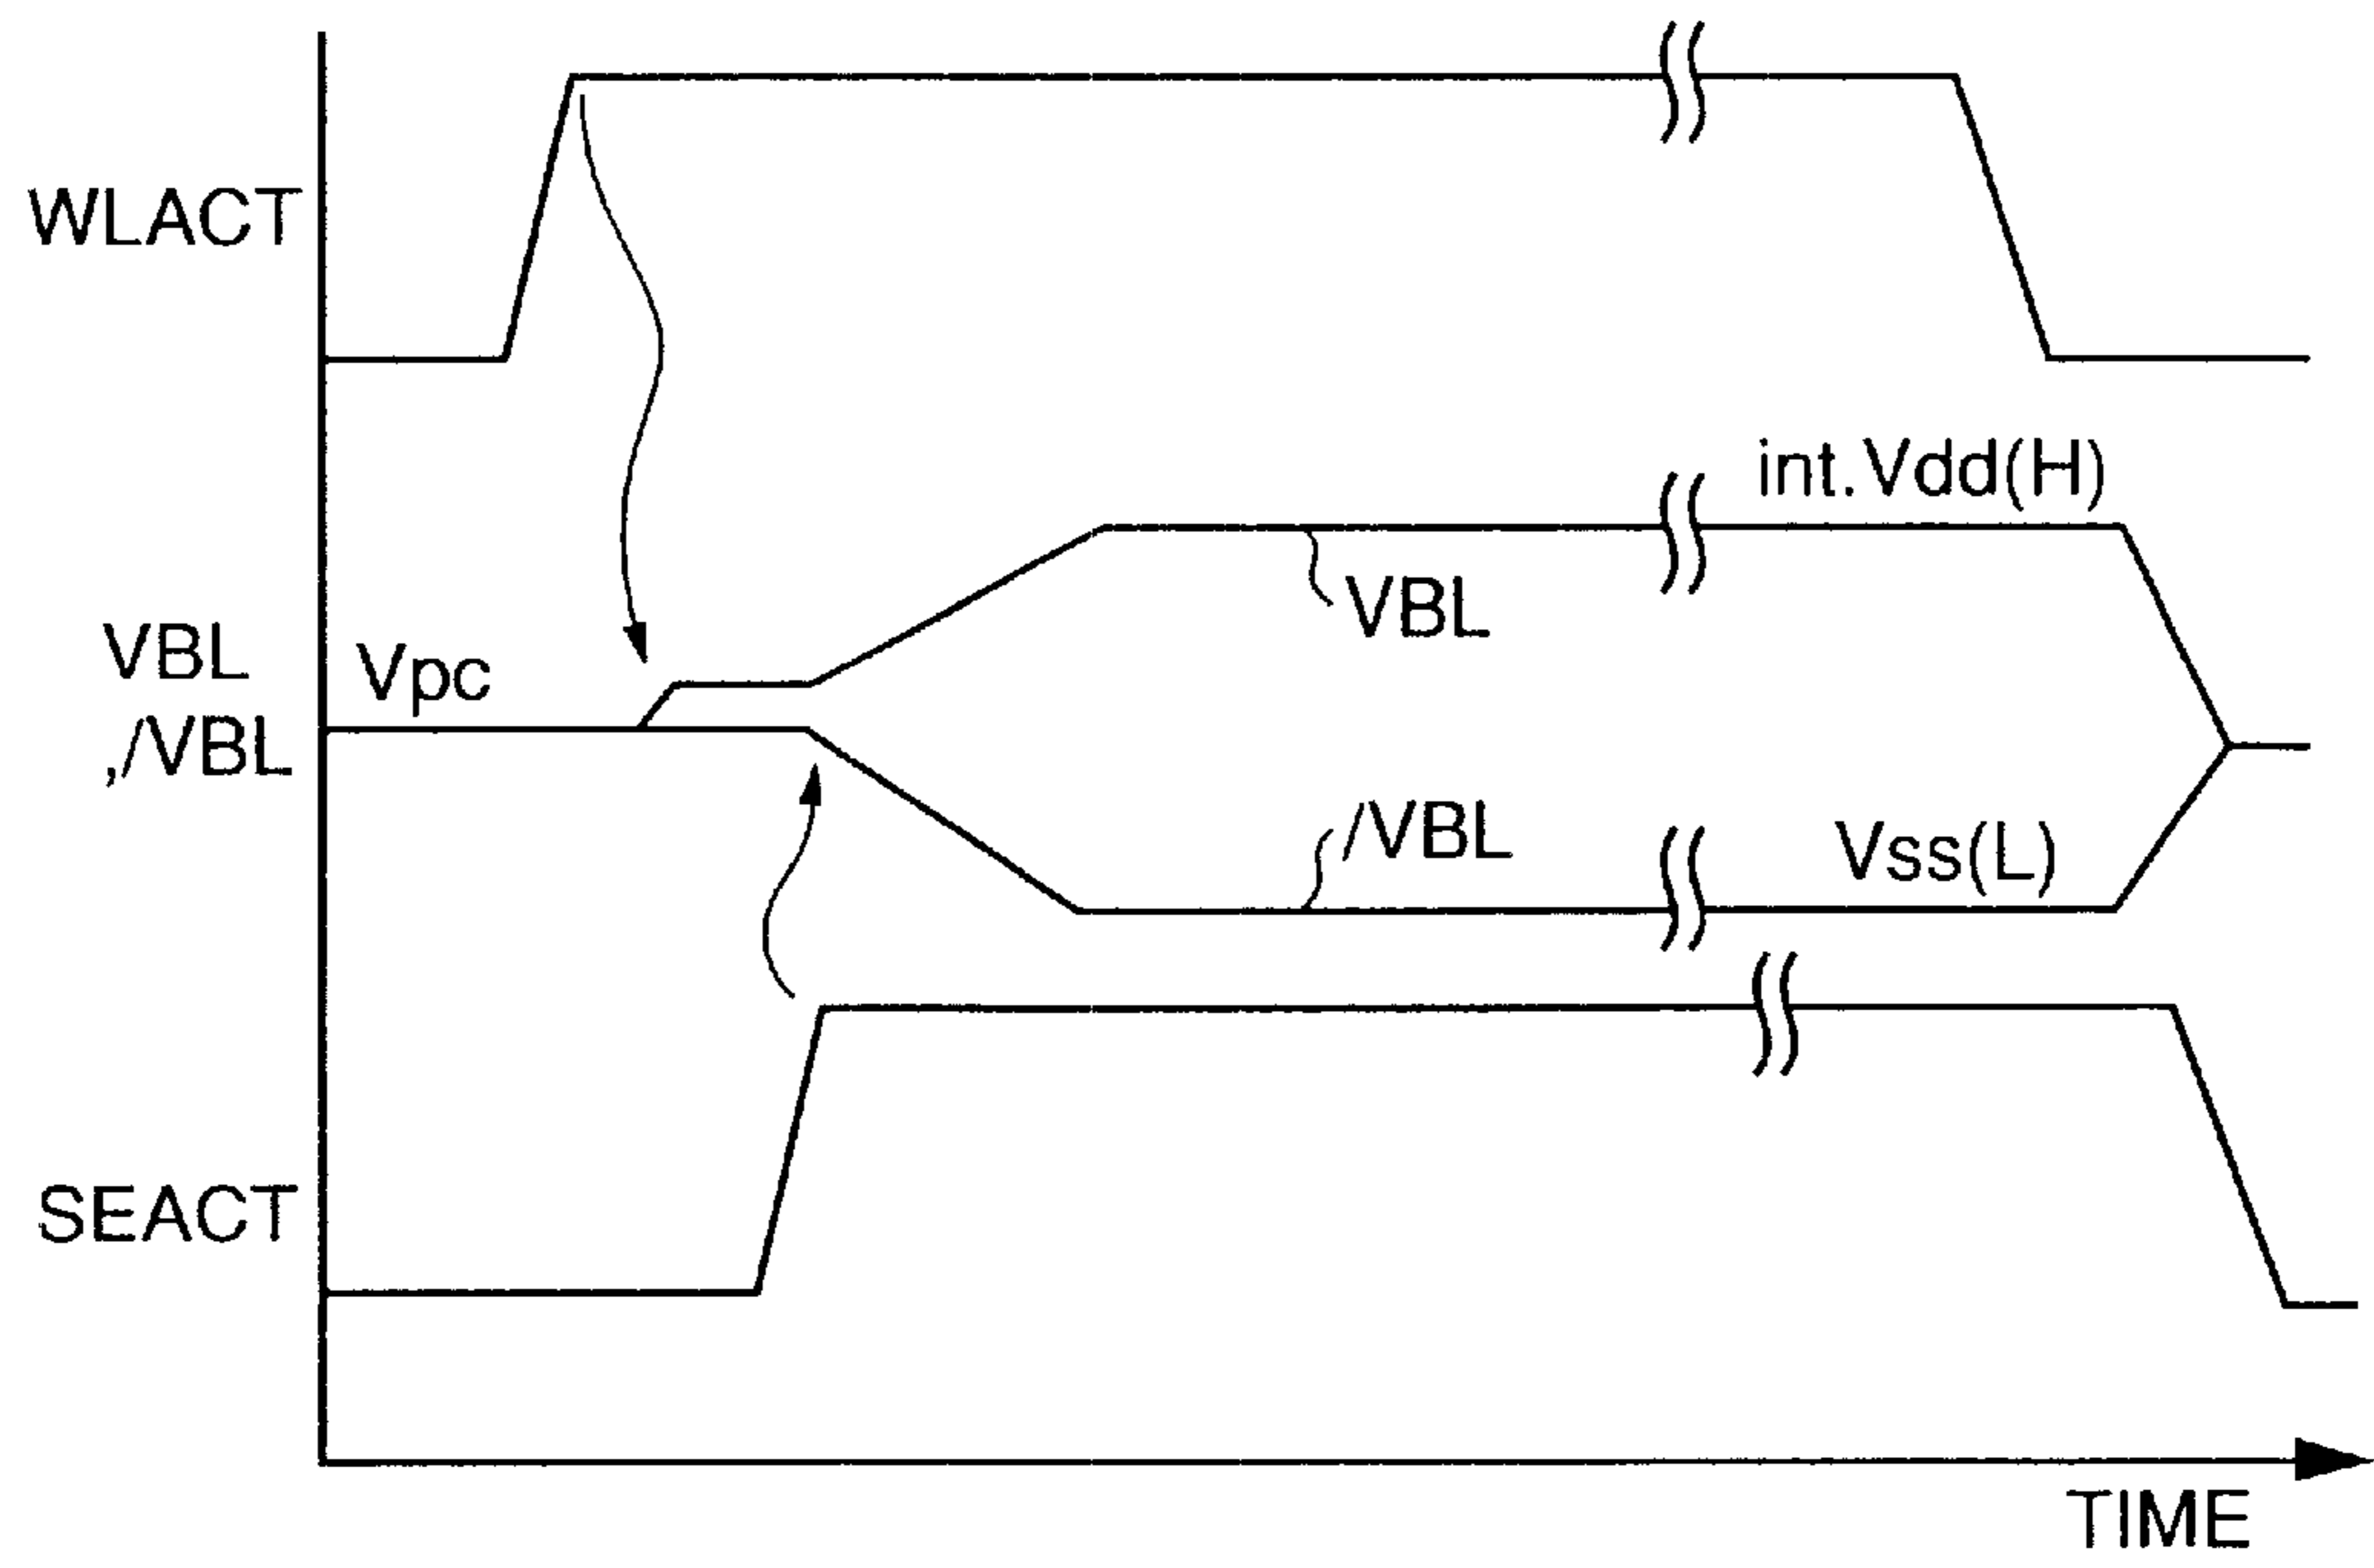 WLACT
int.Vdd(H)
VBL
VBL
Vpc
,/VBL
/VBL
Vss(L)
SEACT
TIME